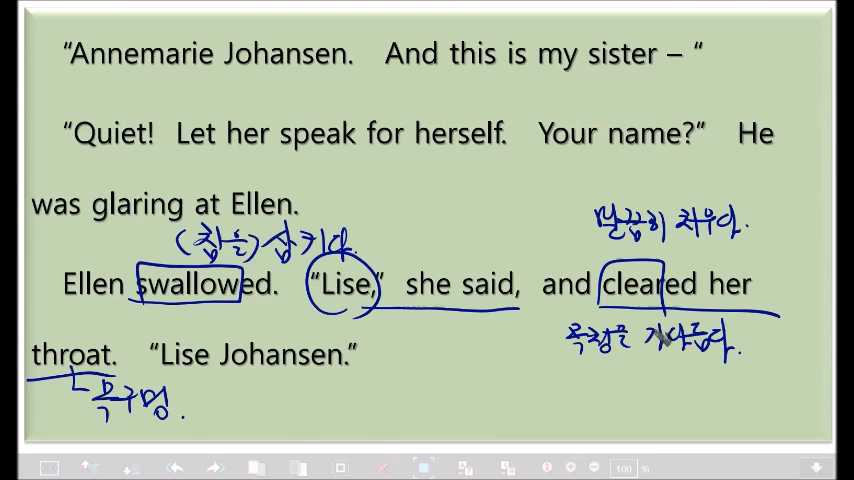 “Annemarie Johansen. And this is my sister – “
“Quiet! Let her speak for herself. Your name?” He
was glaring at Ellen.
말끔히 치우다.
(침을) 삼키다.
Ellen swallowed. “Lise,” she said, and cleared her
목청을 가다듬다.
throat. “Lise Johansen.”
목구멍.
100 %